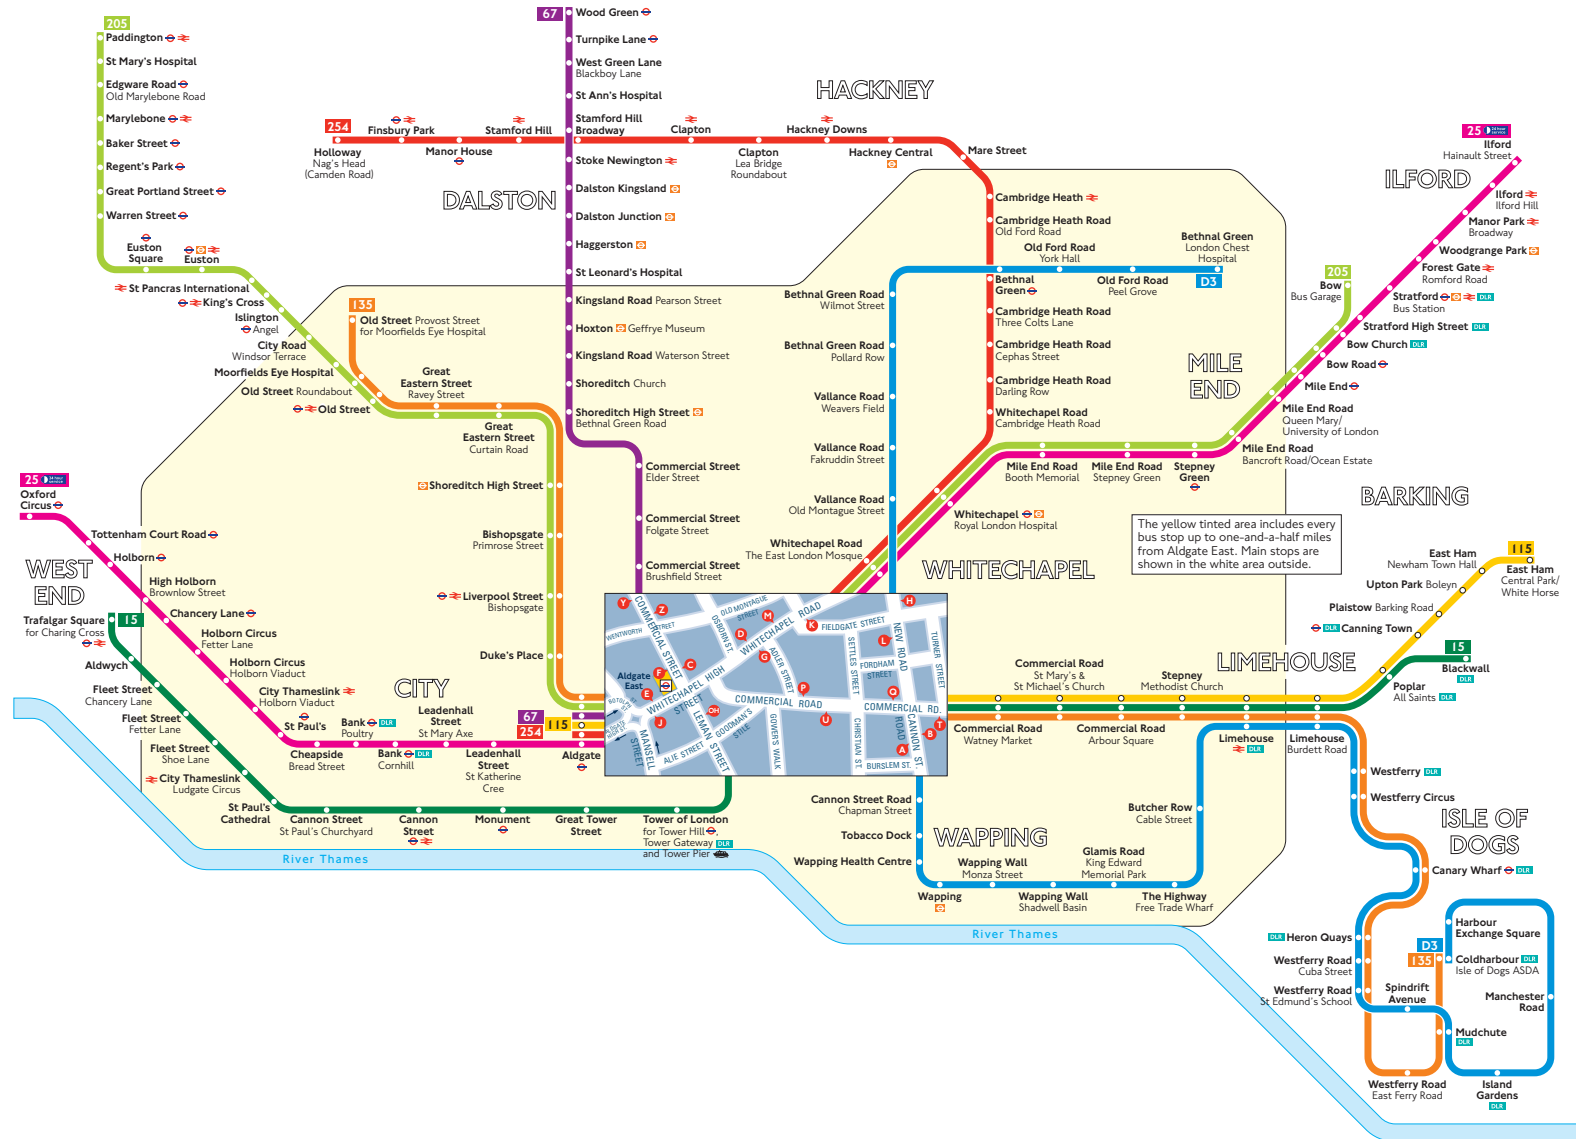 205
Paddington
St Mary's Hospital
Edgware Road
Old Marylebone Road
Marylebone
Baker Street
Regent's Park
Great Portland Street
Warren Street
Euston
Square
Euston
St Pancras International
King's Cross
Islington
Angel
City Road
Windsor Terrace
Moorfields Eye Hospital
Old Street Roundabout
Old Street
67
Wood Green
Turnpike Lane
West Green Lane
Blackboy Lane
St Ann's Hospital
Stamford Hill
Broadway
Stoke Newington
Dalston Kingsland
Dalston Junction
Haggerston
St Leonard's Hospital
Kingsland Road Pearson Street
Hoxton Geffrye Museum
Kingsland Road Waterson Street
Shoreditch Church
Shoreditch High Street
Bethnal Green Road
Commercial Street
Elder Street
Commercial Street
Folgate Street
Commercial Street
Brushfield Street
HACKNEY
DALSTON
254
Holloway
Nag's Head
(Camden Road)
Finsbury Park
Manor House
Stamford Hill
Clapton
Clapton
Lea Bridge
Roundabout
Hackney Downs
Hackney Central
Mare Street
Cambridge Heath
Cambridge Heath Road
Old Ford Road
Bethnal
Green
Cambridge Heath Road
Three Colts Lane
Cambridge Heath Road
Cephas Street
Cambridge Heath Road
Darling Row
Whitechapel Road
Cambridge Heath Road
Old Ford Road
York Hall
Old Ford Road
Peel Grove
Bethnal Green
London Chest
Hospital
D3
Bethnal Green Road
Wilmot Street
Bethnal Green Road
Pollard Row
Vallance Road
Weavers Field
Vallance Road
Fakruddin Street
Vallance Road
Old Montague Street
Whitechapel Road
The East London Mosque
Whitechapel
Royal London Hospital
135
Old Street Provost Street
for Moorfields Eye Hospital
Great
Eastern Street
Ravey Street
Great
Eastern Street
Curtain Road
Shoreditch High Street
Bishopsgate
Primrose Street
Liverpool Street
Bishopsgate
Duke's Place
25 24 hour service
Ilford
Hainault Street
ILFORD
Ilford
Ilford Hill
Manor Park
Broadway
Woodgrange Park
Forest Gate
Romford Road
Stratford DLR
Bus Station
Stratford High Street DLR
Bow Church DLR
Bow Road
Mile End
Mile End Road
Queen Mary/
University of London
Mile End Road
Bancroft Road/Ocean Estate
205
Bow
Bus Garage
MILE
END
Mile End Road
Booth Memorial
Mile End Road
Stepney Green
Stepney
Green
BARKING
The yellow tinted area includes every
bus stop up to one-and-a-half miles
from Aldgate East. Main stops are
shown in the white area outside.
WHITECHAPEL
115
East Ham
Central Park/
White Horse
East Ham
Newham Town Hall
Upton Park Boleyn
Plaistow Barking Road
DLR Canning Town
15
Blackwall
DLR
Poplar
All Saints DLR
LIMEHOUSE
25 24 hour service
Oxford
Circus
Tottenham Court Road
Holborn
High Holborn
Brownlow Street
Chancery Lane
Holborn Circus
Fetter Lane
Holborn Circus
Holborn Viaduct
City Thameslink
Holborn Viaduct
St Paul's
WEST
END
Trafalgar Square
for Charing Cross
15
Aldwych
Fleet Street
Chancery Lane
Fleet Street
Fetter Lane
Fleet Street
Shoe Lane
City Thameslink
Ludgate Circus
St Paul's
Cathedral
CITY
Cheapside
Bread Street
Bank DLR
Poultry
Bank DLR
Cornhill
Leadenhall
Street
St Mary Axe
Leadenhall
Street
St Katherine
Cree
67
115
254
Aldgate
Cannon Street
St Paul's Churchyard
Cannon
Street
Monument
Great Tower
Street
Tower of London
for Tower Hill,
Tower Gateway DLR
and Tower Pier
River Thames
River Thames
COMMERCIAL STREET
WENTWORTH STREET
OLD MONTAGUE
STREET
OSBORN ST.
WHITECHAPEL ROAD
FIELDGATE STREET
NEW ROAD
TURNER STREET
SETTLES STREET
FORDHAM
STREET
ADLER STREET
WHITECHAPEL HIGH
STREET
COMMERCIAL ROAD
COMMERCIAL RD.
CANNON ST.
ROAD
CHRISTIAN ST.
BURSLEM ST.
GOWER'S WALK
GOODMAN'S
STILE
LEMAN STREET
ALIE STREET
MANSELL
STREET
Aldgate
East
Y
Z
M
D
K
H
G
L
C
F
E
J
OH
P
U
Q
T
B
A
Commercial Road
St Mary's &
St Michael's Church
Stepney
Methodist Church
Commercial Road
Watney Market
Commercial Road
Arbour Square
Limehouse
DLR
Limehouse
Burdett Road
Westferry DLR
Westferry Circus
ISLE OF
DOGS
Canary Wharf DLR
DLR Heron Quays
Westferry Road
Cuba Street
Westferry Road
St Edmund's School
Spindrift
Avenue
D3
135
Harbour
Exchange Square
Coldharbour DLR
Isle of Dogs ASDA
Manchester
Road
Mudchute
DLR
Westferry Road
East Ferry Road
Island
Gardens
DLR
Cannon Street Road
Chapman Street
Tobacco Dock
Wapping Health Centre
WAPPING
Wapping
Wapping Wall
Monza Street
Wapping Wall
Shadwell Basin
Glamis Road
King Edward
Memorial Park
The Highway
Free Trade Wharf
Butcher Row
Cable Street